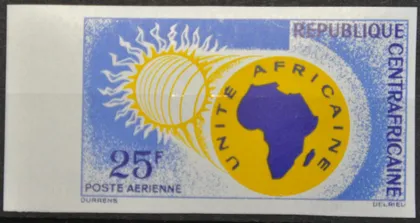 REPUBLIQUE
CENTRAFRICAINE
UNITE AFRICAINE
25F
POSTE AERIENNE
DURRENS
DELRIEU